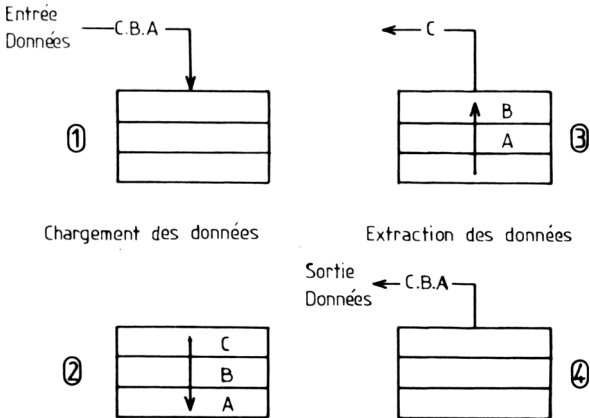 Entrée
Données
C.B.A
1
Chargement des données
2
C
B
A
C
B
A
3
Extraction des données
Sortie
Données
C.B.A
4